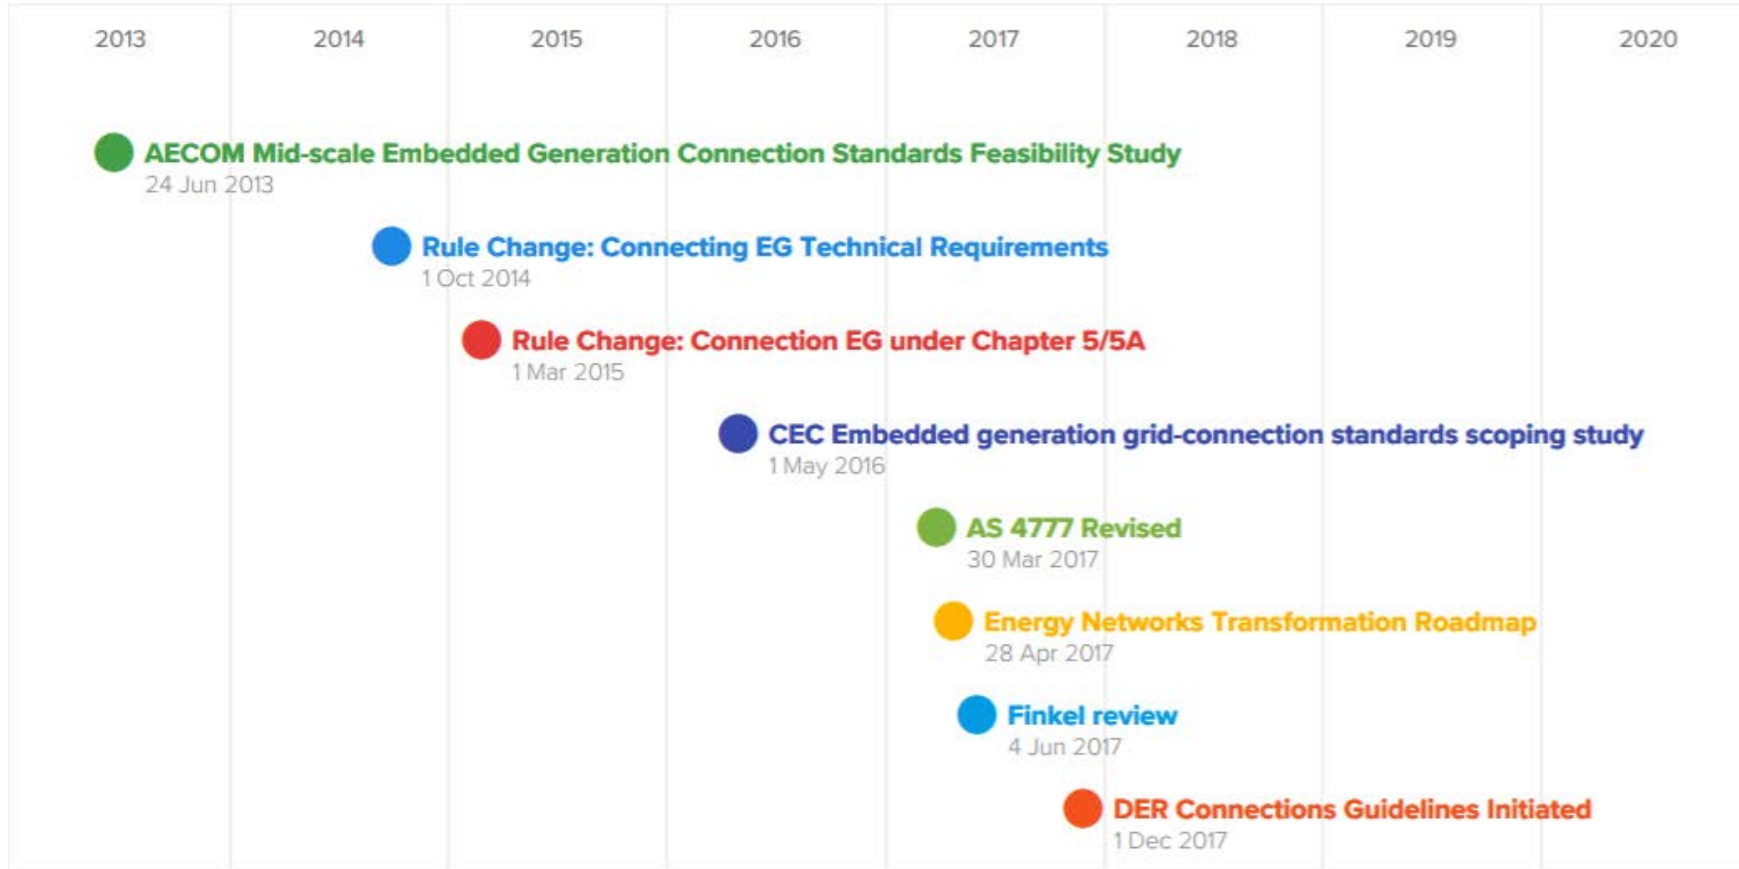 2013 2014 2015 2016 2017 2018 2019 2020
AECOM Mid-scale Embedded Generation Connection Standards Feasibility Study
24 Jun 2013
Rule Change: Connecting EG Technical Requirements
1 Oct 2014
Rule Change: Connection EG under Chapter 5/5A
1 Mar 2015
CEC Embedded generation grid-connection standards scoping study
1 May 2016
AS 4777 Revised
30 Mar 2017
Energy Networks Transformation Roadmap
28 Apr 2017
Finkel review
4 Jun 2017
DER Connections Guidelines Initiated
1 Dec 2017